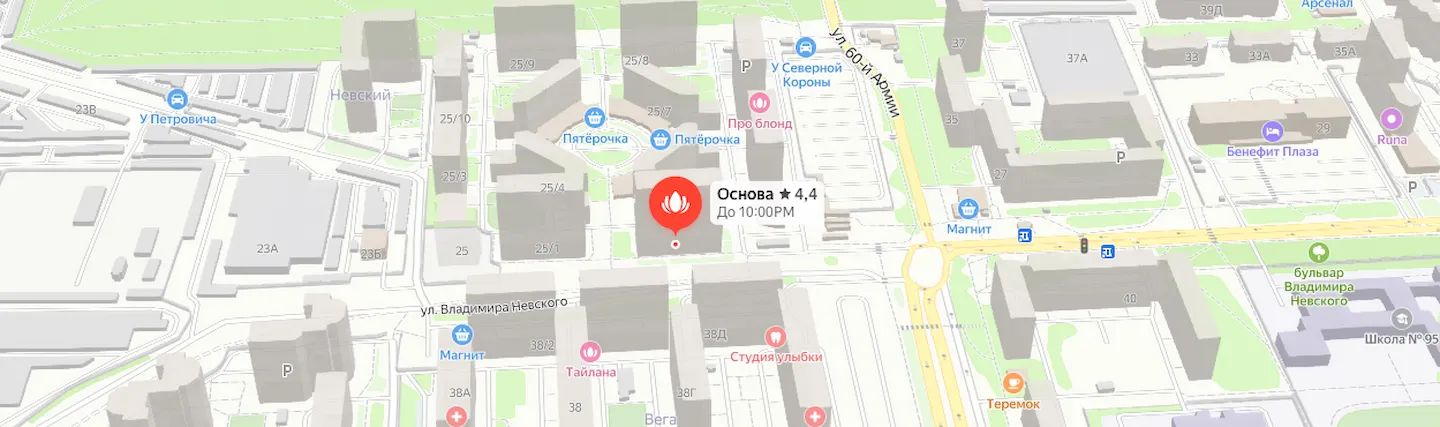 39Д
Арсенал
ул. 60-й Армии
37
33
33А
35А
37А
25/9
25/8
P
У Северной
Короны
Невский
23В
У Петровича
25/10
25/7
Про блонд
Пятёрочка
Пятёрочка
35
29
Бенефит Плаза
Runa
P
25/3
25/4
27
P
Основа ★ 4,4
До 10:00PM
Магнит
23А
23Б
25
25/1
бульвар
Владимира
Невского
ул. Владимира Невского
40
Школа № 95
Магнит
38/2
38Д
Студия улыбки
Тайлана
P
38А
38
38Г
Вега
Теремок